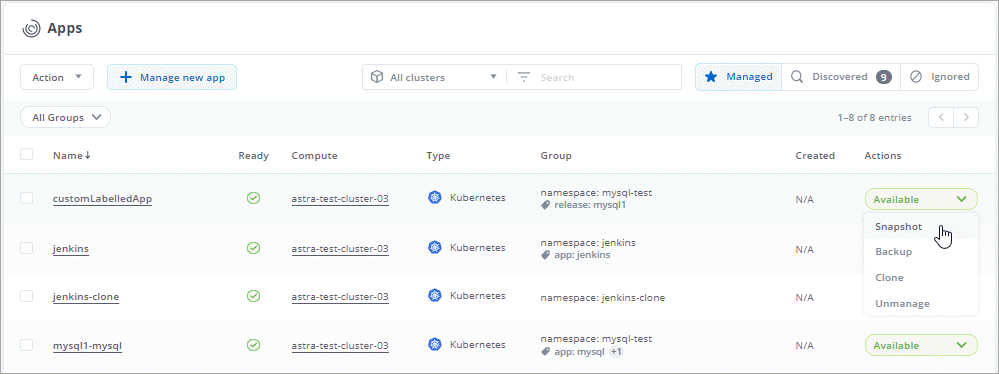 Apps
Action
+ Manage new app
All clusters
Search
Managed
Discovered 9
Ignored
All Groups
1–8 of 8 entries
Name Ready Compute Type Group Created Actions
customLabelledApp astra-test-cluster-03 Kubernetes namespace: mysql-test
release: mysql1 N/A Available
Snapshot
Backup
Clone
Unmanage
jenkins astra-test-cluster-03 Kubernetes namespace: jenkins
app: jenkins N/A
jenkins-clone astra-test-cluster-03 Kubernetes namespace: jenkins-clone N/A
mysql1-mysql astra-test-cluster-03 Kubernetes namespace: mysql-test
app: mysql +1 N/A Available